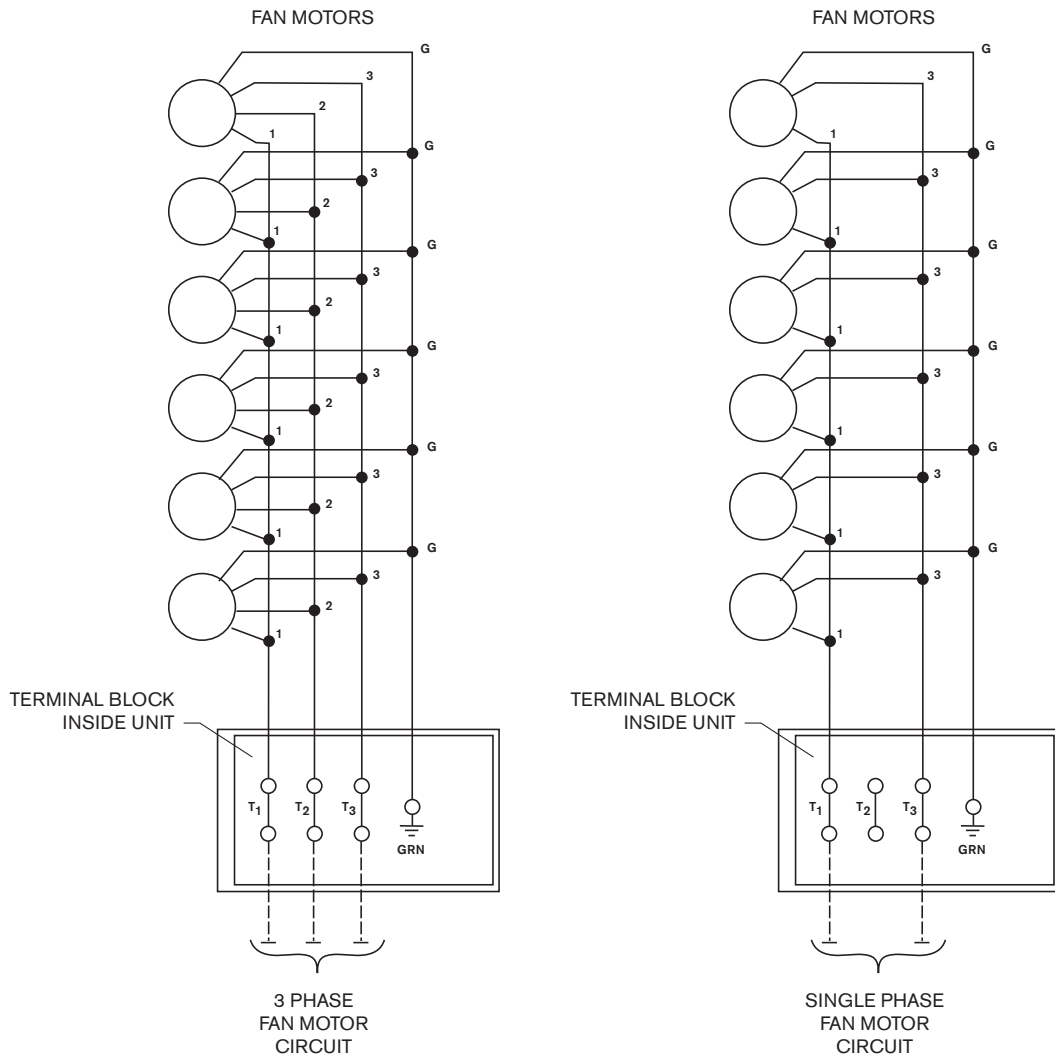 FAN MOTORS
G
3
2
1
G
3
2
1
G
3
2
1
G
3
2
1
G
3
2
1
G
3
2
1
TERMINAL BLOCK
INSIDE UNIT
T1
T2
T3
GRN
3 PHASE
FAN MOTOR
CIRCUIT
FAN MOTORS
G
3
1
G
3
1
G
3
1
G
3
1
G
3
1
G
3
1
TERMINAL BLOCK
INSIDE UNIT
T1
T2
T3
GRN
SINGLE PHASE
FAN MOTOR
CIRCUIT